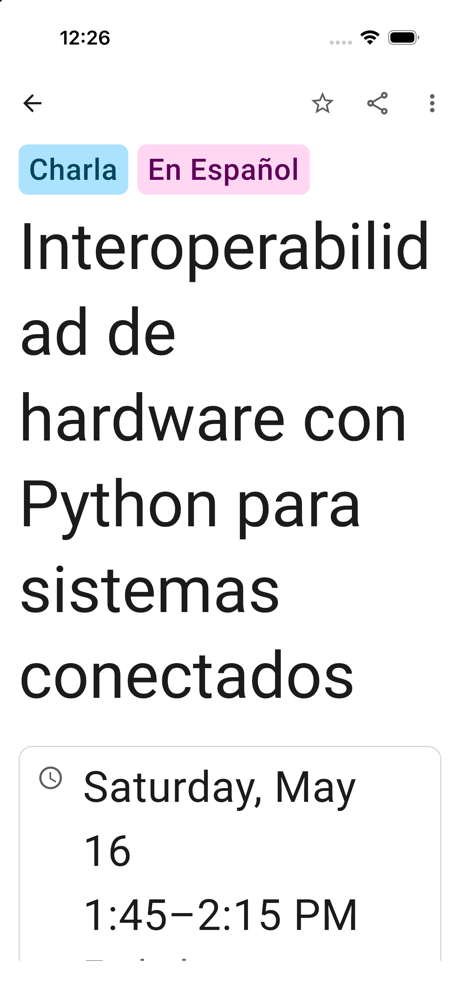 12:26
Charla En Español
Interoperabilid
ad de
hardware con
Python para
sistemas
conectados
Saturday, May
16
1:45–2:15 PM